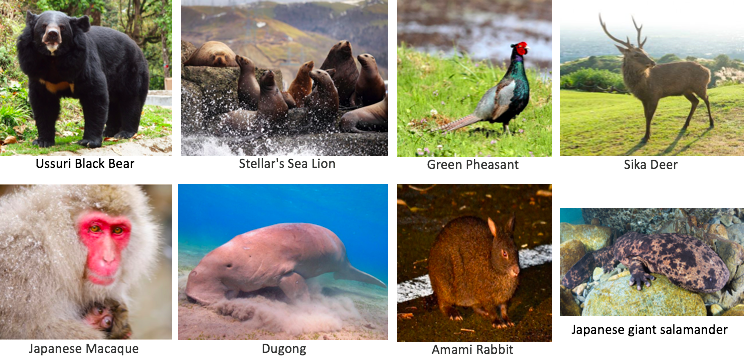 Ussuri Black Bear
Stellar's Sea Lion
Green Pheasant
Sika Deer
Japanese Macaque
Dugong
Amami Rabbit
Japanese giant salamander